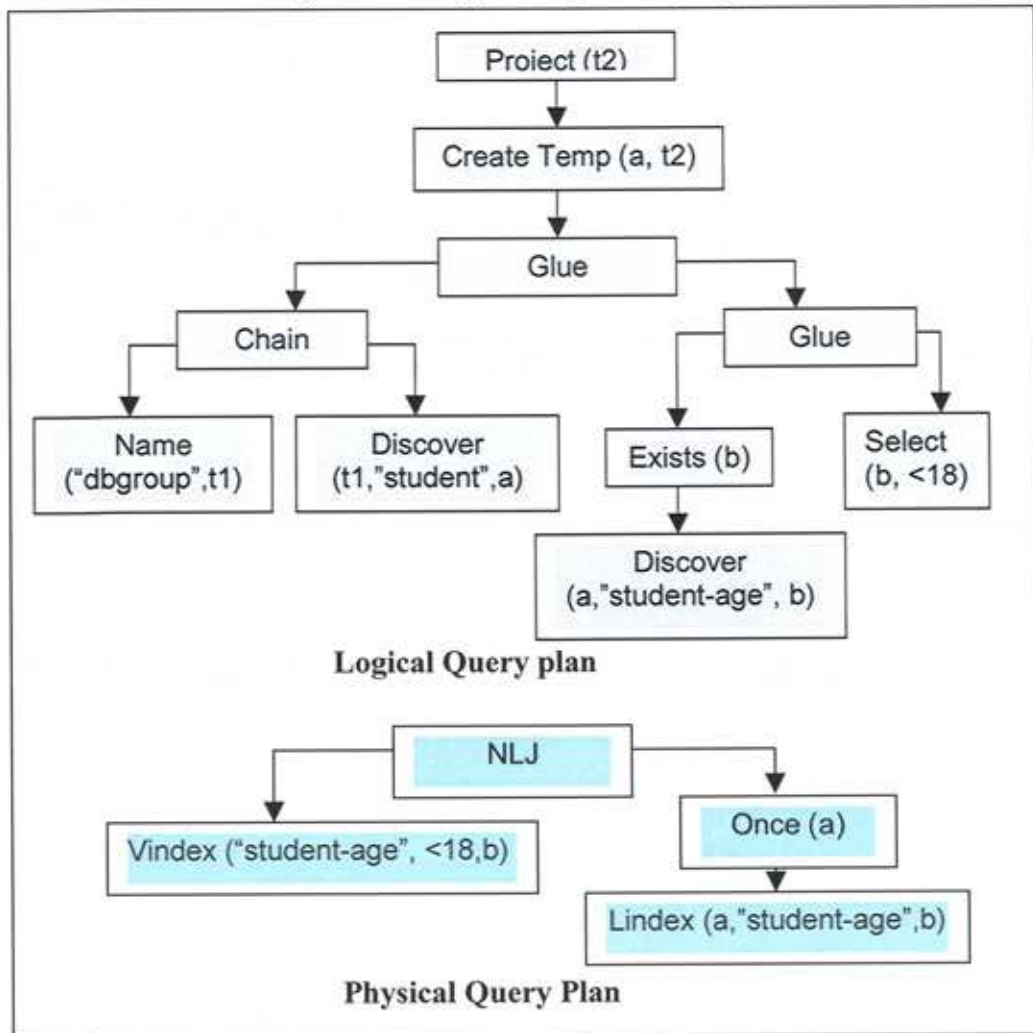 Project (t2)
Create Temp (a, t2)
Glue
Chain
Glue
Name
("dbgroup",t1)
Discover
(t1,"student",a)
Exists (b)
Select
(b, <18)
Discover
(a,"student-age", b)
Logical Query plan
NLJ
Vindex ("student-age", <18,b)
Once (a)
Lindex (a,"student-age",b)
Physical Query Plan